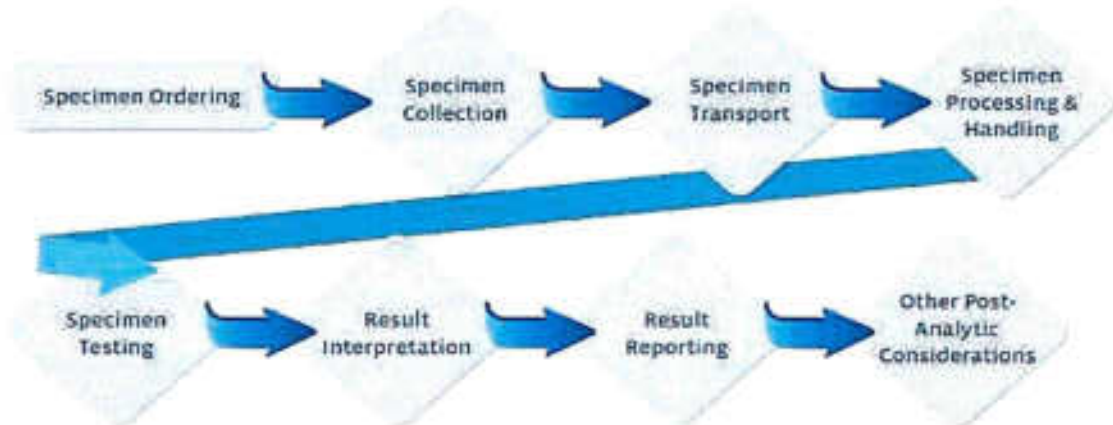 Specimen Ordering
Specimen
Collection
Specimen
Transport
Specimen
Processing &
Handling
Specimen
Testing
Result
Interpretation
Result
Reporting
Other Post-
Analytic
Considerations